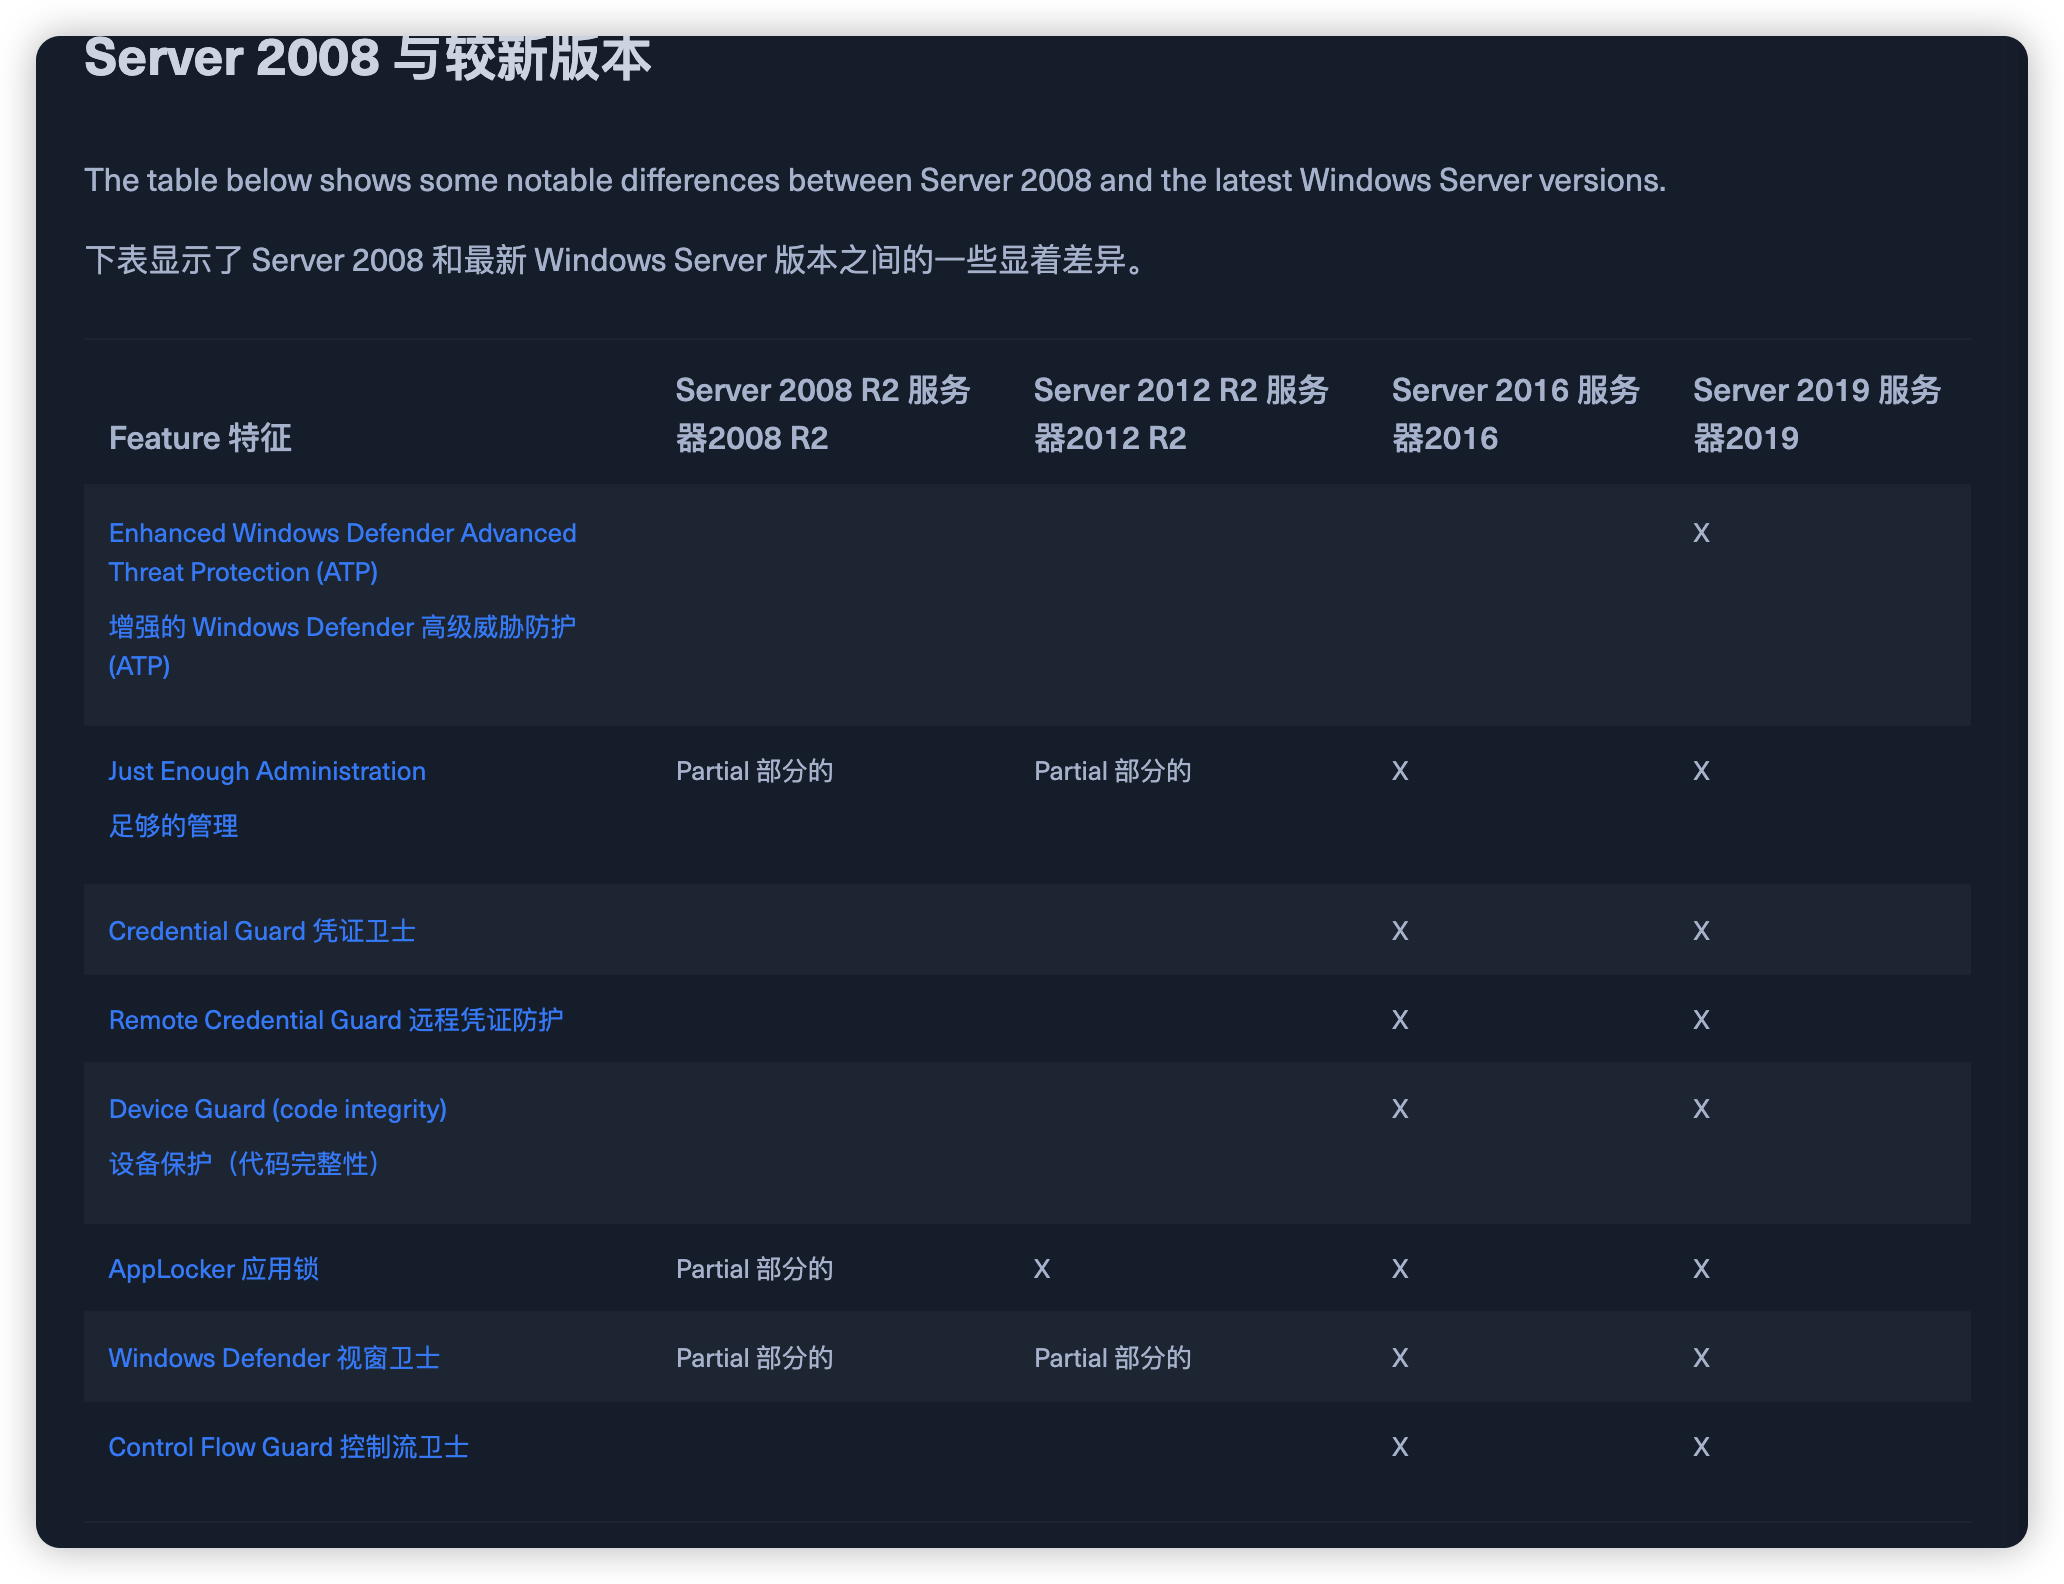 Server 2008 与较新版本
The table below shows some notable differences between Server 2008 and the latest Windows Server versions.
下表显示了 Server 2008 和最新 Windows Server 版本之间的一些显着差异。
Feature 特征
Server 2008 R2 服务
器2008 R2
Server 2012 R2 服务
器2012 R2
Server 2016 服务
器2016
Server 2019 服务
器2019
Enhanced Windows Defender Advanced
Threat Protection (ATP)
增强的 Windows Defender 高级威胁防护
(ATP)
X
Just Enough Administration
足够的管理
Partial 部分的
Partial 部分的
X
X
Credential Guard 凭证卫士
X
X
Remote Credential Guard 远程凭证防护
X
X
Device Guard (code integrity)
设备保护（代码完整性）
X
X
AppLocker 应用锁
Partial 部分的
X
X
X
Windows Defender 视窗卫士
Partial 部分的
Partial 部分的
X
X
Control Flow Guard 控制流卫士
X
X